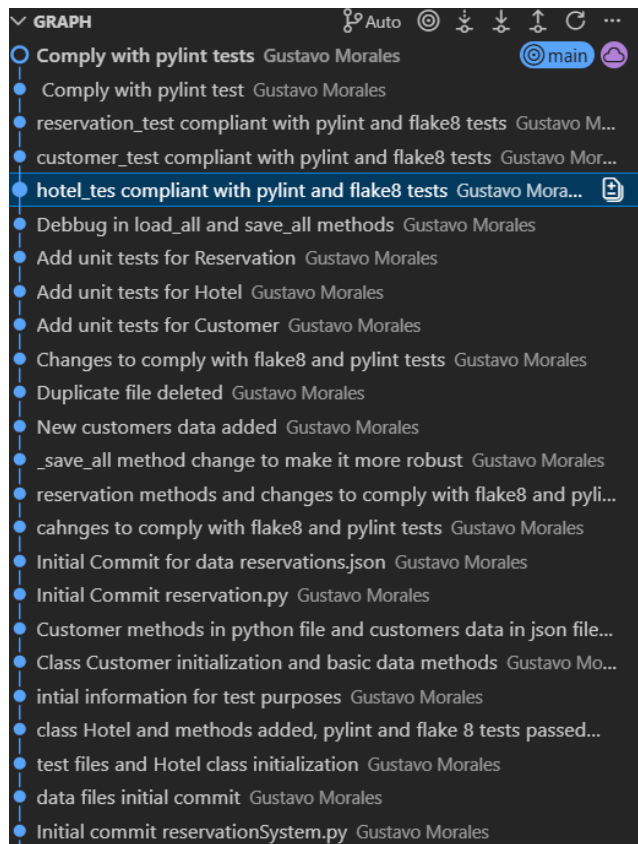 GRAPH Auto ...
Comply with pylint tests Gustavo Morales main
Comply with pylint test Gustavo Morales
reservation_test compliant with pylint and flake8 tests Gustavo M...
customer_test compliant with pylint and flake8 tests Gustavo Mor...
hotel_tes compliant with pylint and flake8 tests Gustavo Mora...
Debbug in load_all and save_all methods Gustavo Morales
Add unit tests for Reservation Gustavo Morales
Add unit tests for Hotel Gustavo Morales
Add unit tests for Customer Gustavo Morales
Changes to comply with flake8 and pylint tests Gustavo Morales
Duplicate file deleted Gustavo Morales
New customers data added Gustavo Morales
_save_all method change to make it more robust Gustavo Morales
reservation methods and changes to comply with flake8 and pyli...
cahnges to comply with flake8 and pylint tests Gustavo Morales
Initial Commit for data reservations.json Gustavo Morales
Initial Commit reservation.py Gustavo Morales
Customer methods in python file and customers data in json file...
Class Customer initialization and basic data methods Gustavo Mo...
intial information for test purposes Gustavo Morales
class Hotel and methods added, pylint and flake 8 tests passed...
test files and Hotel class initialization Gustavo Morales
data files initial commit Gustavo Morales
Initial commit reservationSystem.py Gustavo Morales